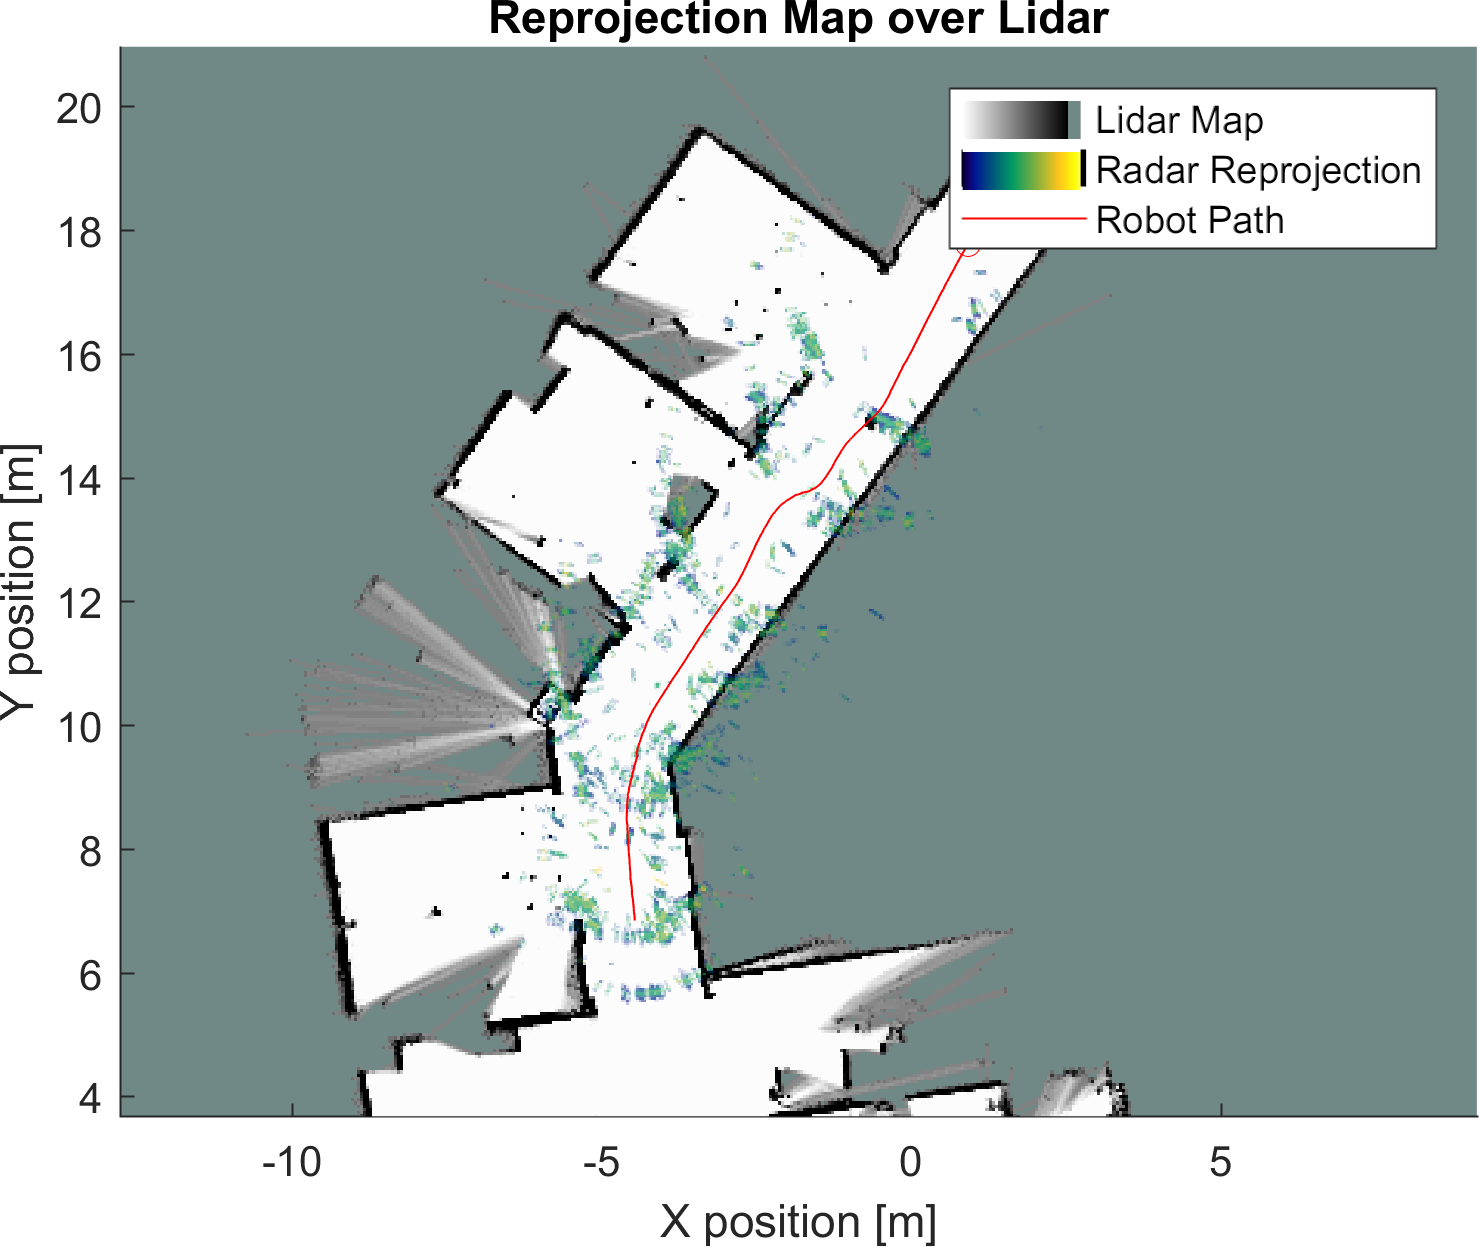 Reprojection Map over Lidar
Lidar Map
Radar Reprojection
Robot Path
20
18
16
14
12
10
8
6
4
Y position [m]
-10
-5
0
5
X position [m]